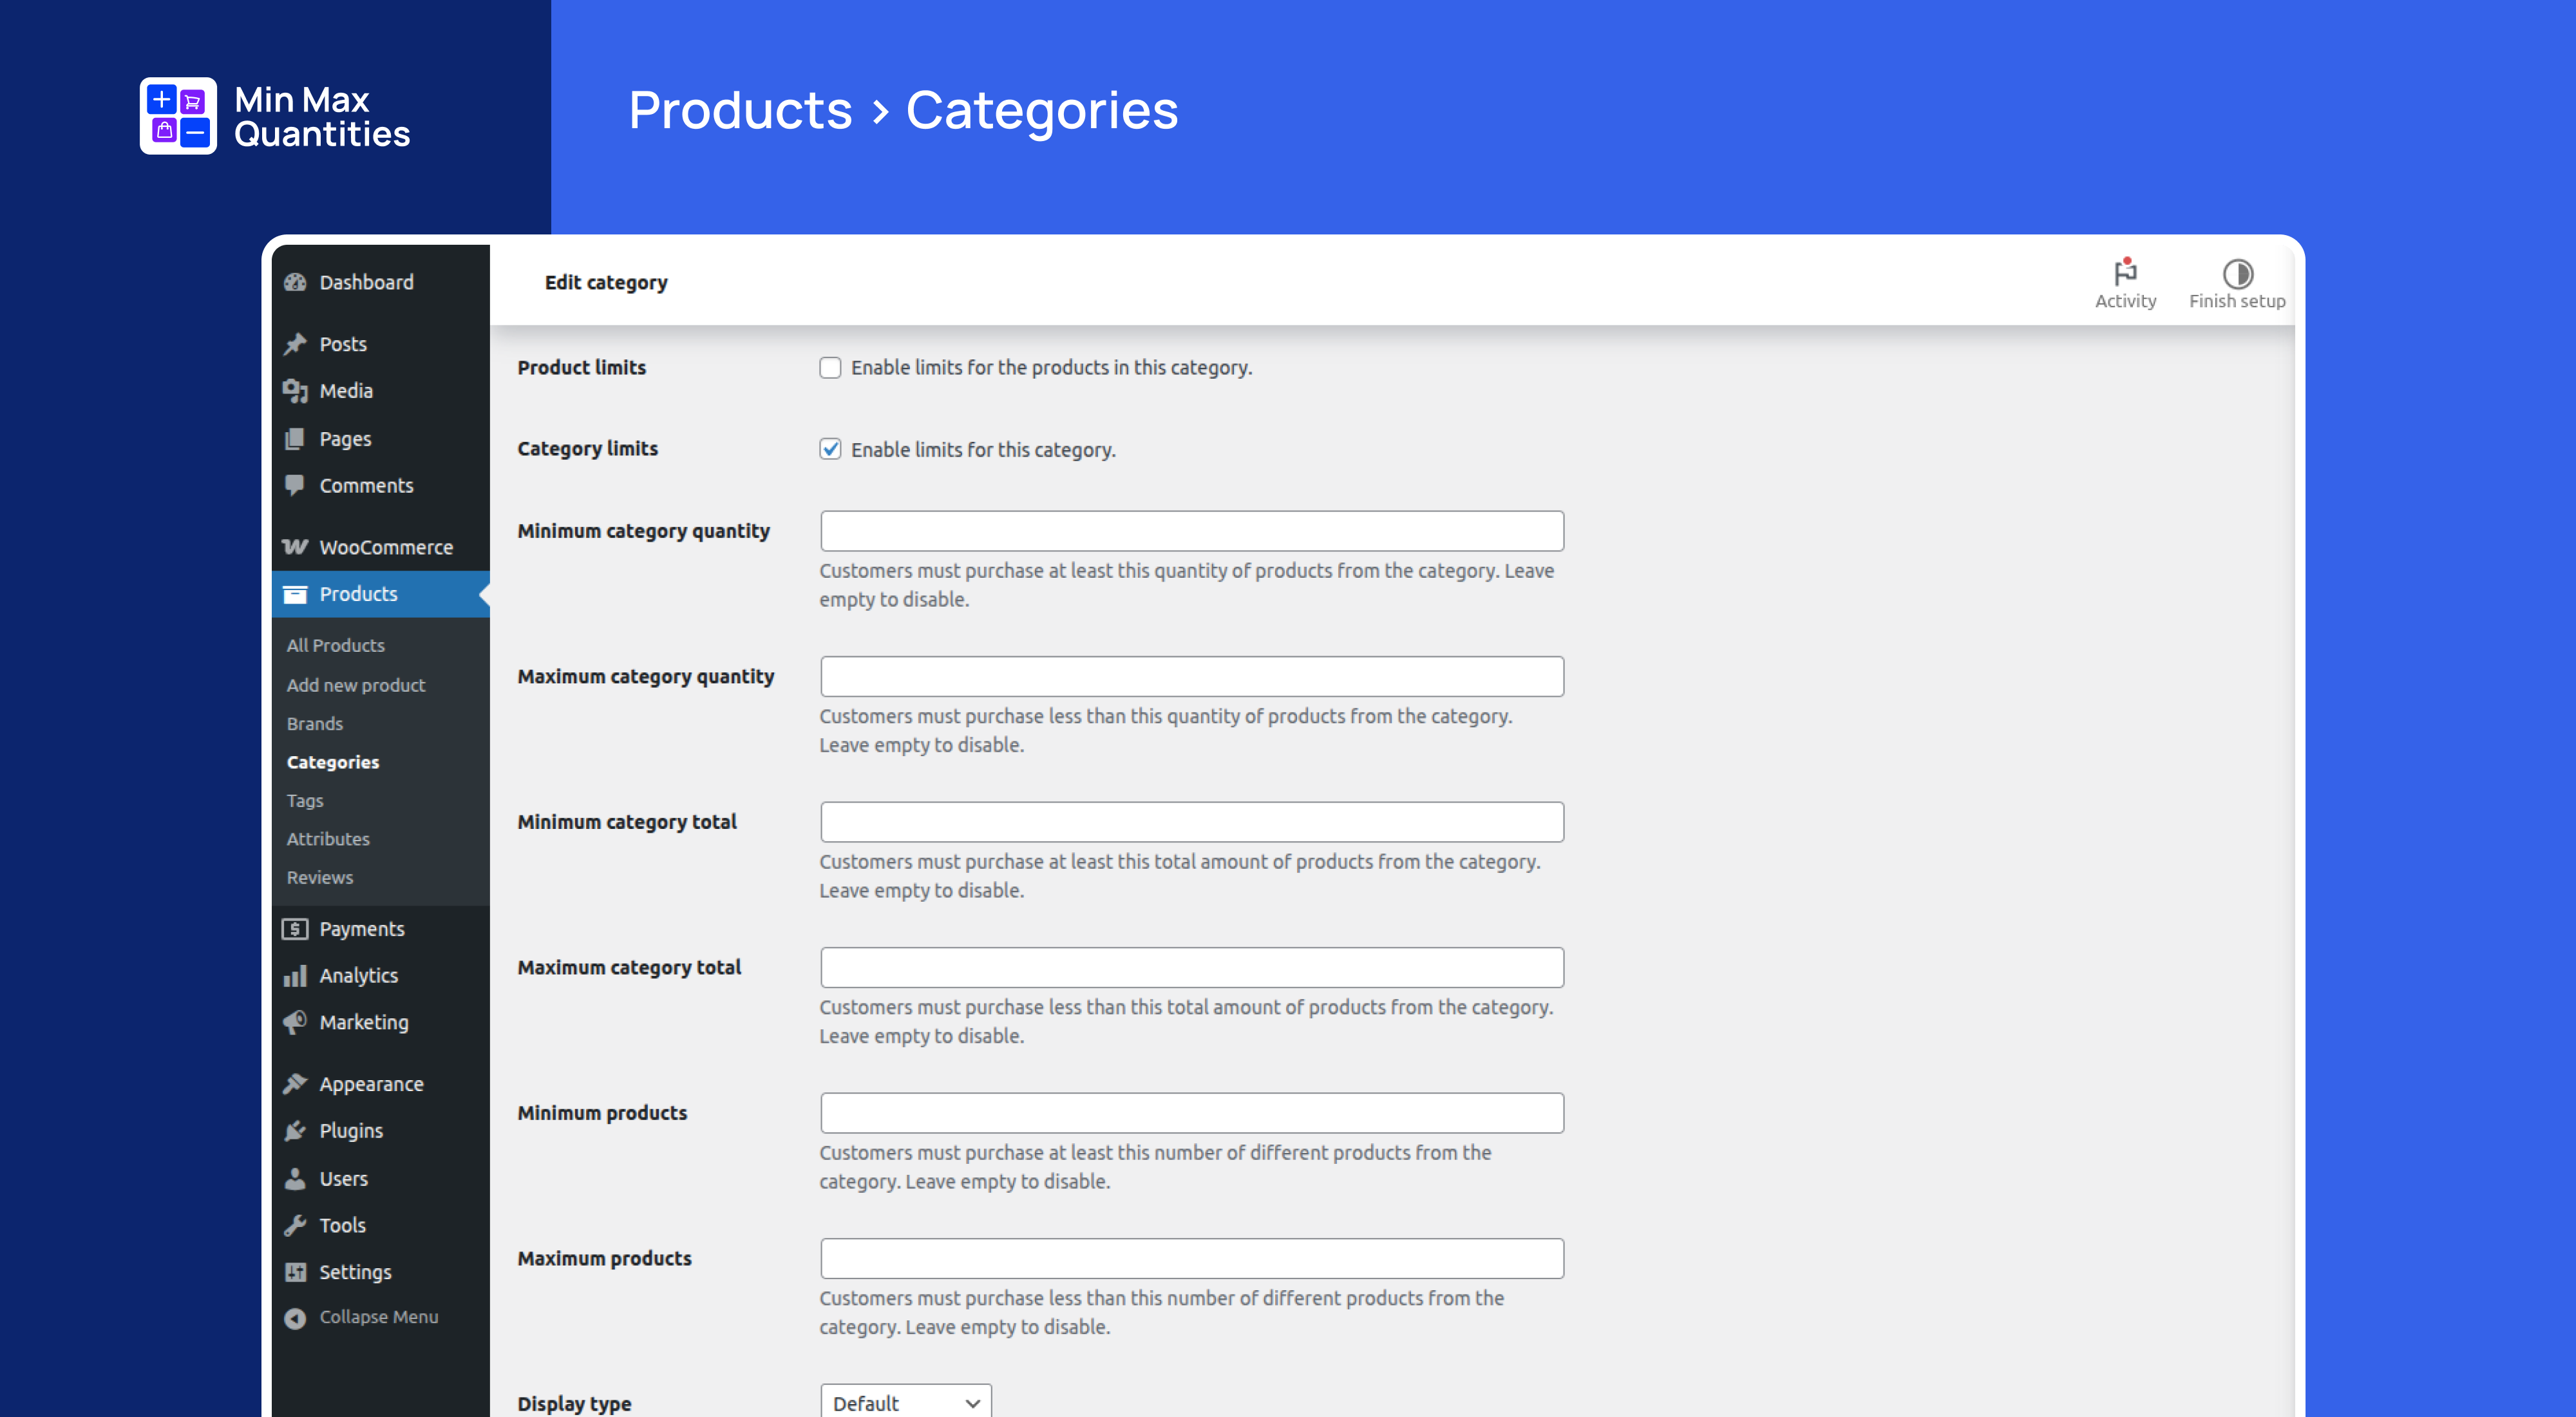 Min Max
Quantities
Products > Categories
Dashboard
Posts
Media
Pages
Comments
WooCommerce
Products
All Products
Add new product
Brands
Categories
Tags
Attributes
Reviews
Payments
Analytics
Marketing
Appearance
Plugins
Users
Tools
Settings
Collapse Menu
Edit category
Activity
Finish setup
Product limits
Enable limits for the products in this category.
Category limits
Enable limits for this category.
Minimum category quantity
Customers must purchase at least this quantity of products from the category. Leave
empty to disable.
Maximum category quantity
Customers must purchase less than this quantity of products from the category.
Leave empty to disable.
Minimum category total
Customers must purchase at least this total amount of products from the category.
Leave empty to disable.
Maximum category total
Customers must purchase less than this total amount of products from the category.
Leave empty to disable.
Minimum products
Customers must purchase at least this number of different products from the
category. Leave empty to disable.
Maximum products
Customers must purchase less than this number of different products from the
category. Leave empty to disable.
Display type
Default